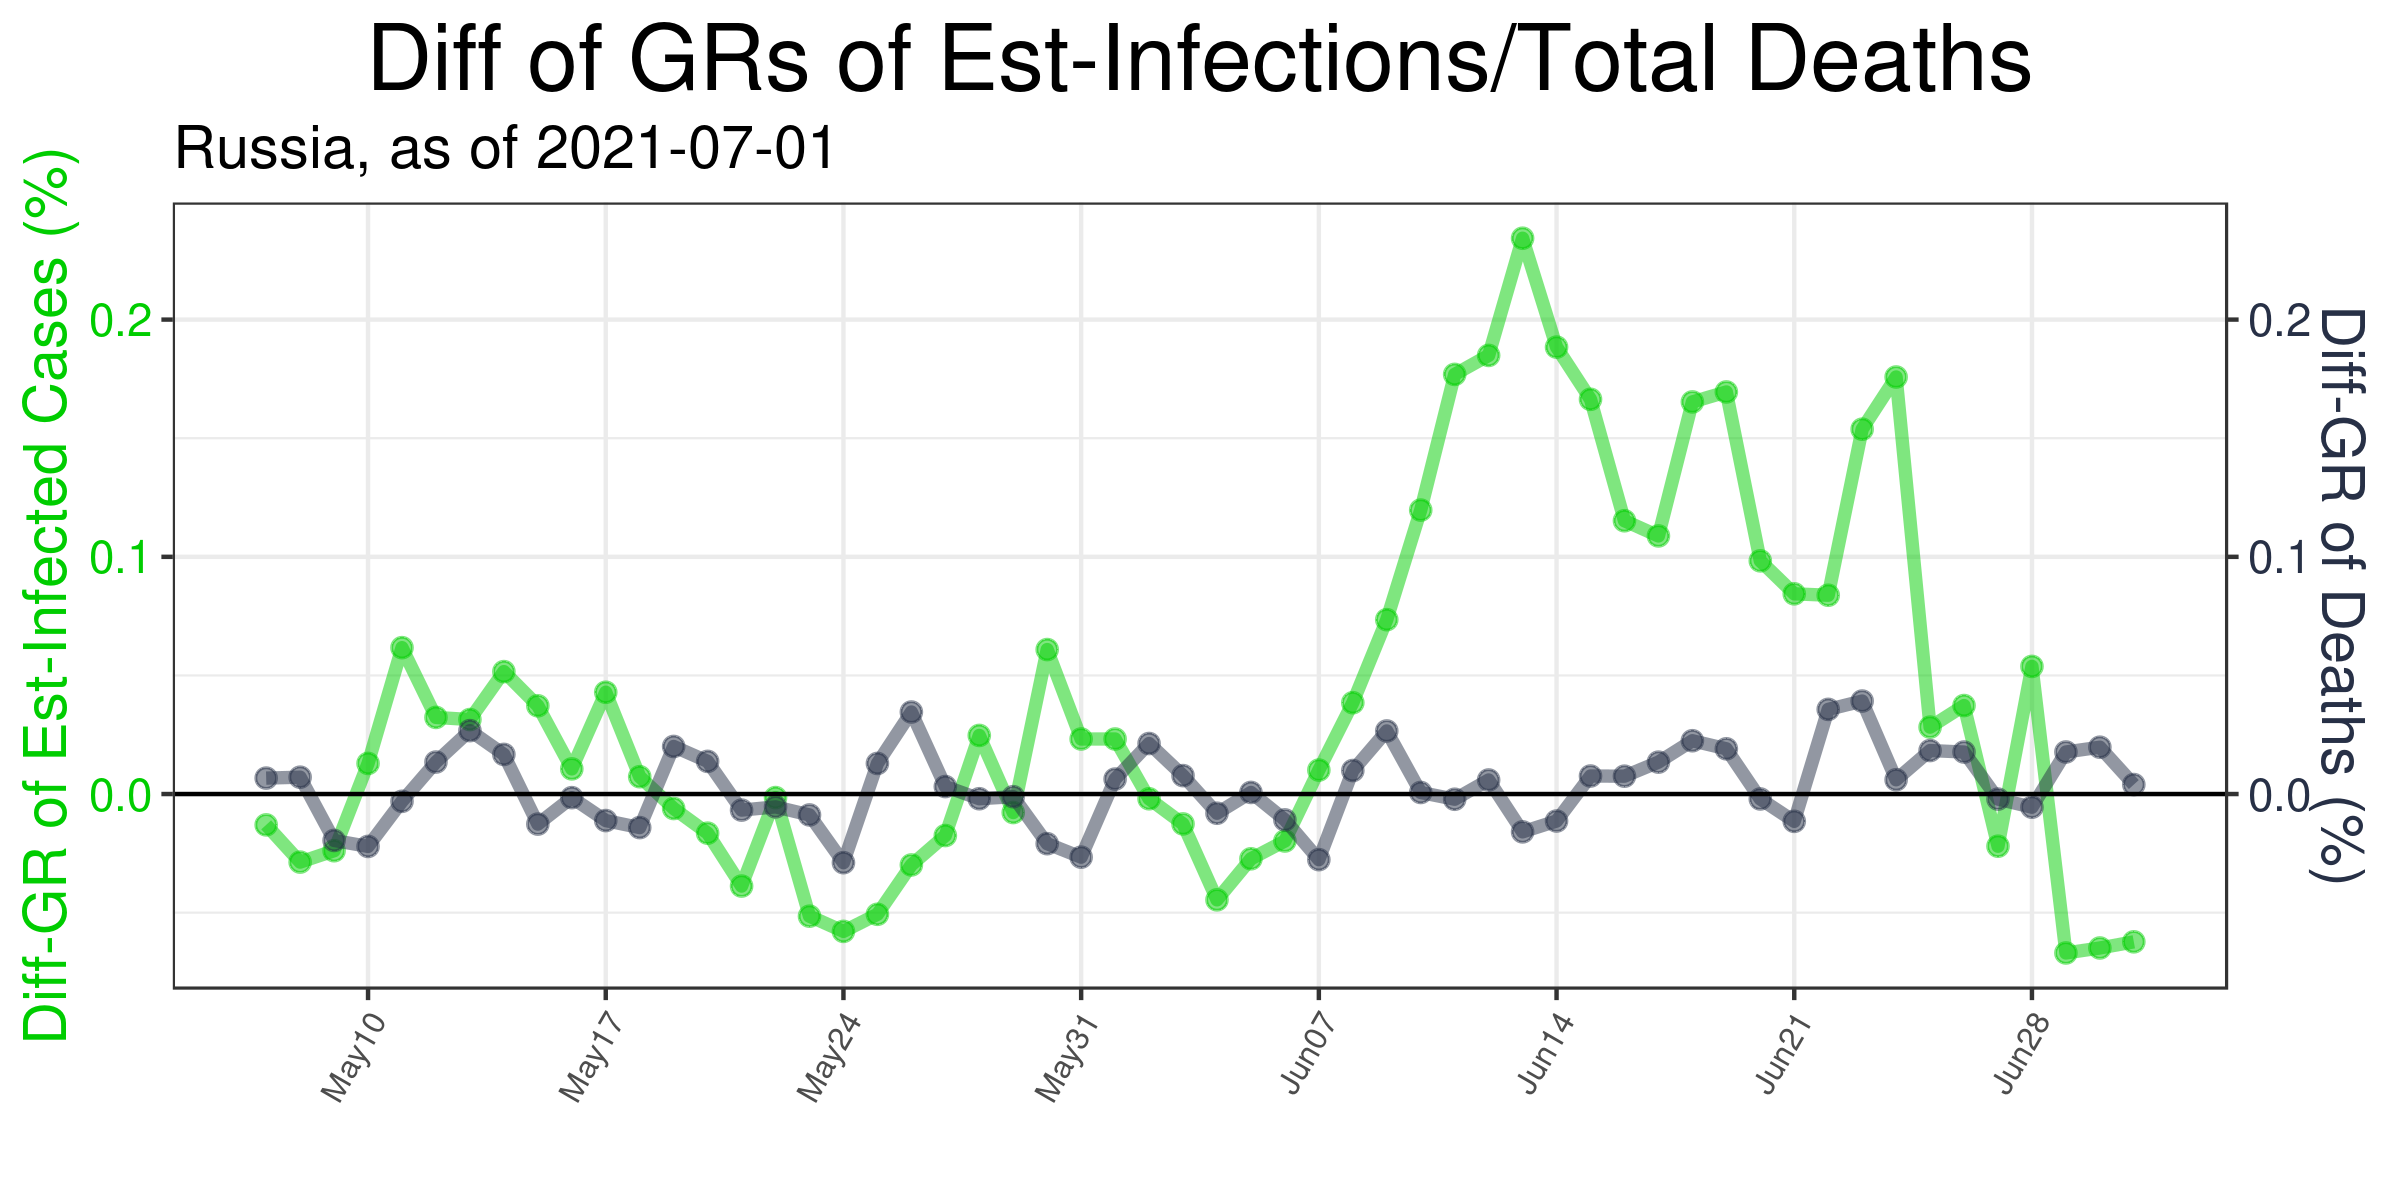 Diff of GRs of Est-Infections/Total Deaths
Russia, as of 2021-07-01
Diff-GR of Est-Infected Cases (%)
0.2
0.1
0.0
0.2
0.1
0.0
Diff-GR of Deaths (%)
May10
May17
May24
May31
Jun07
Jun14
Jun21
Jun28